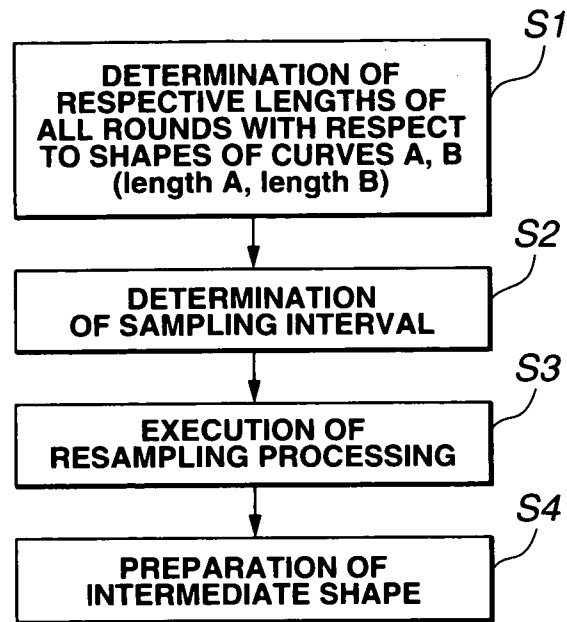 S1
DETERMINATION OF
RESPECTIVE LENGTHS OF
ALL ROUNDS WITH RESPECT
TO SHAPES OF CURVES A, B
(length A, length B)
S2
DETERMINATION
OF SAMPLING INTERVAL
S3
EXECUTION OF
RESAMPLING PROCESSING
S4
PREPARATION OF
INTERMEDIATE SHAPE